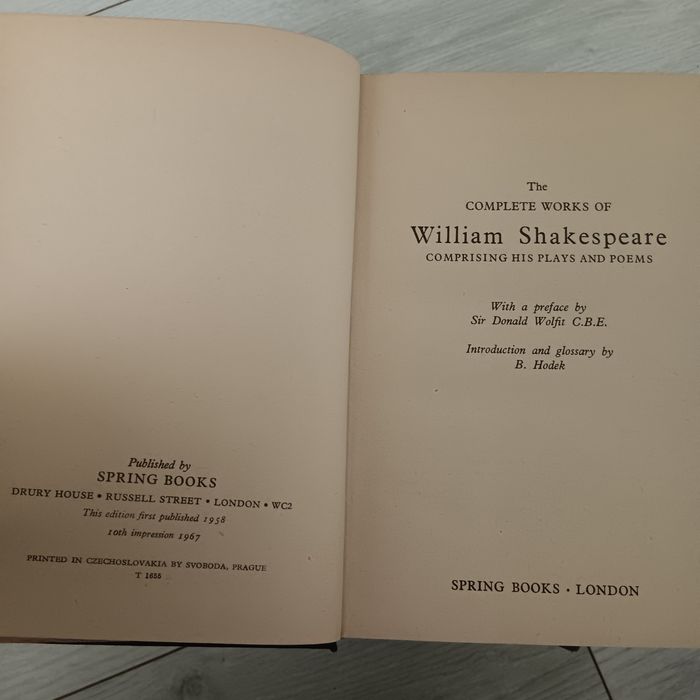 Published by
SPRING BOOKS
DRURY HOUSE • RUSSELL STREET • LONDON • WC2
This edition first published 1958
10th impression 1967
PRINTED IN CZECHOSLOVAKIA BY SVOBODA, PRAGUE
T 1656
The
COMPLETE WORKS OF
William Shakespeare
COMPRISING HIS PLAYS AND POEMS
With a preface by
Sir Donald Wolfit C.B.E.
Introduction and glossary by
B. Hodek
SPRING BOOKS • LONDON